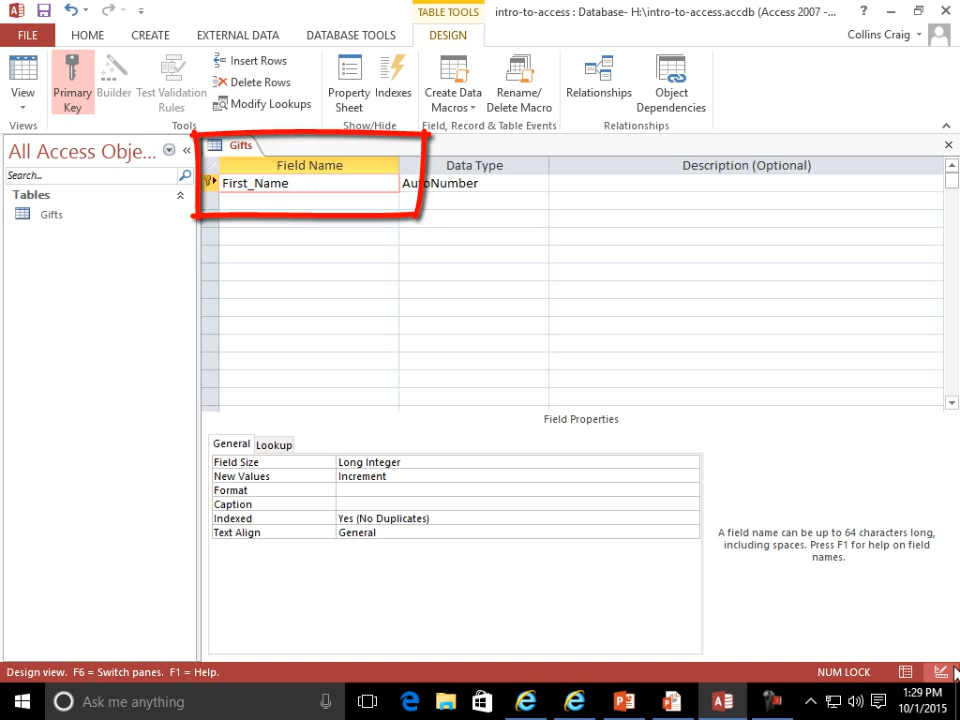 TABLE TOOLS
intro-to-access : Database- H:\intro-to-access.accdb (Access 2007 -...
FILE HOME CREATE EXTERNAL DATA DATABASE TOOLS DESIGN
Collins Craig
View
Primary Key
Builder
Test Validation Rules
Insert Rows
Delete Rows
Modify Lookups
Property Sheet
Indexes
Create Data Macros
Rename/ Delete Macro
Relationships
Object Dependencies
Views
Tools
Show/Hide
Field, Record & Table Events
Relationships
All Access Obje...
Search...
Tables
Gifts
Gifts
Field Name Data Type Description (Optional)
First_Name AutoNumber
Field Properties
General Lookup
Field Size Long Integer
New Values Increment
Format
Caption
Indexed Yes (No Duplicates)
Text Align General
A field name can be up to 64 characters long,
including spaces. Press F1 for help on field
names.
Design view. F6 = Switch panes. F1 = Help.
NUM LOCK
Ask me anything
1:29 PM
10/1/2015